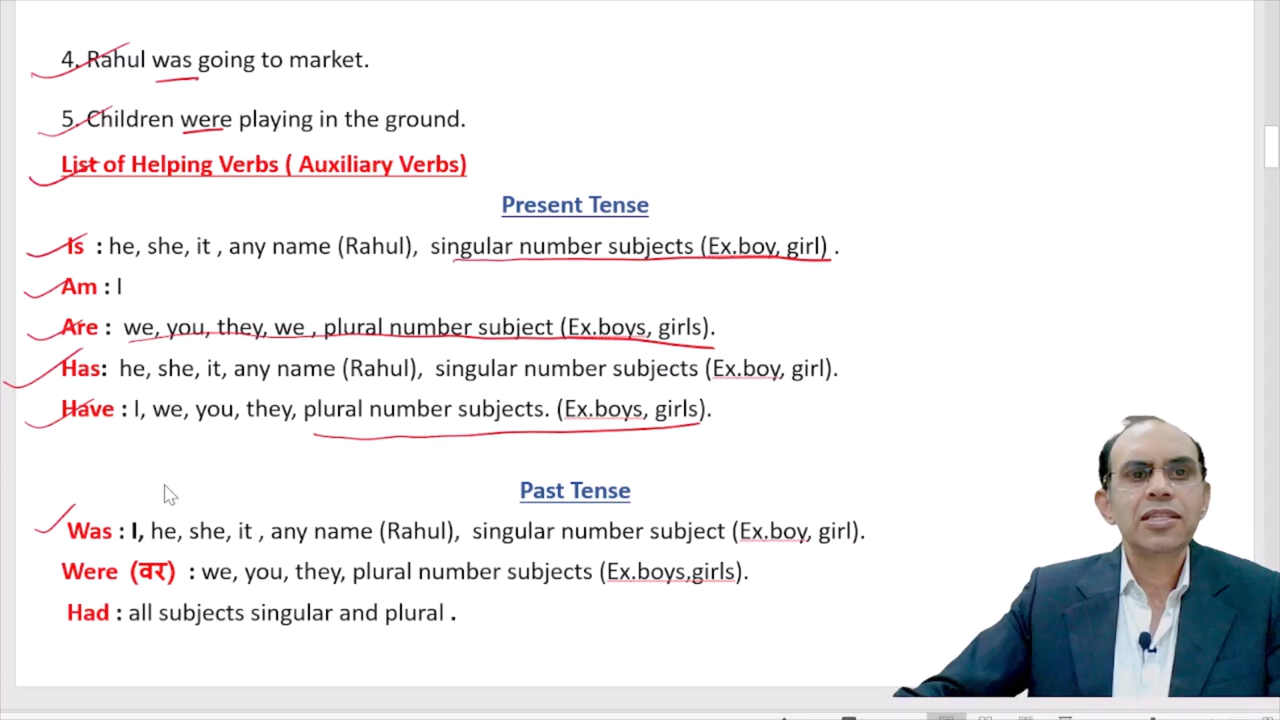 4. Rahul was going to market.
5. Children were playing in the ground.
List of Helping Verbs ( Auxiliary Verbs)
Present Tense
Is : he, she, it , any name (Rahul), singular number subjects (Ex.boy, girl) .
Am : I
Are : we, you, they, we , plural number subject (Ex.boys, girls).
Has: he, she, it, any name (Rahul), singular number subjects (Ex.boy, girl).
Have : I, we, you, they, plural number subjects. (Ex.boys, girls).
Past Tense
Was : I, he, she, it , any name (Rahul), singular number subject (Ex.boy, girl).
Were (वर) : we, you, they, plural number subjects (Ex.boys,girls).
Had : all subjects singular and plural .